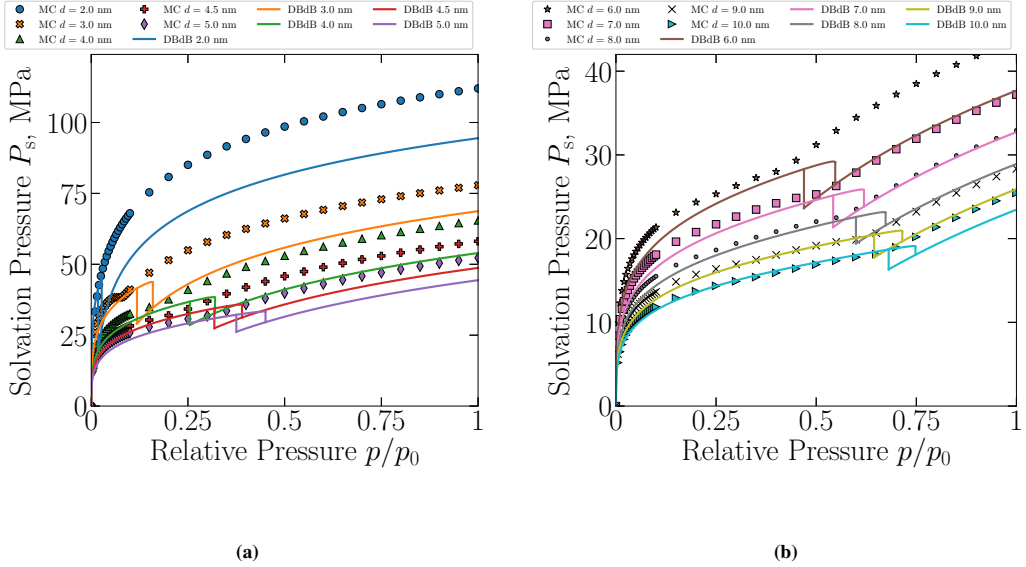 MC d = 2.0 nm
MC d = 3.0 nm
MC d = 4.0 nm
MC d = 4.5 nm
MC d = 5.0 nm
DBdB 2.0 nm
DBdB 3.0 nm
DBdB 4.0 nm
DBdB 4.5 nm
DBdB 5.0 nm
Solvation Pressure Ps, MPa
100
75
50
25
0
0 0.25 0.5 0.75 1
Relative Pressure p/p0
(a)
MC d = 6.0 nm
MC d = 7.0 nm
MC d = 8.0 nm
MC d = 9.0 nm
MC d = 10.0 nm
DBdB 6.0 nm
DBdB 7.0 nm
DBdB 8.0 nm
DBdB 9.0 nm
DBdB 10.0 nm
Solvation Pressure Ps, MPa
40
30
20
10
0
0 0.25 0.5 0.75 1
Relative Pressure p/p0
(b)